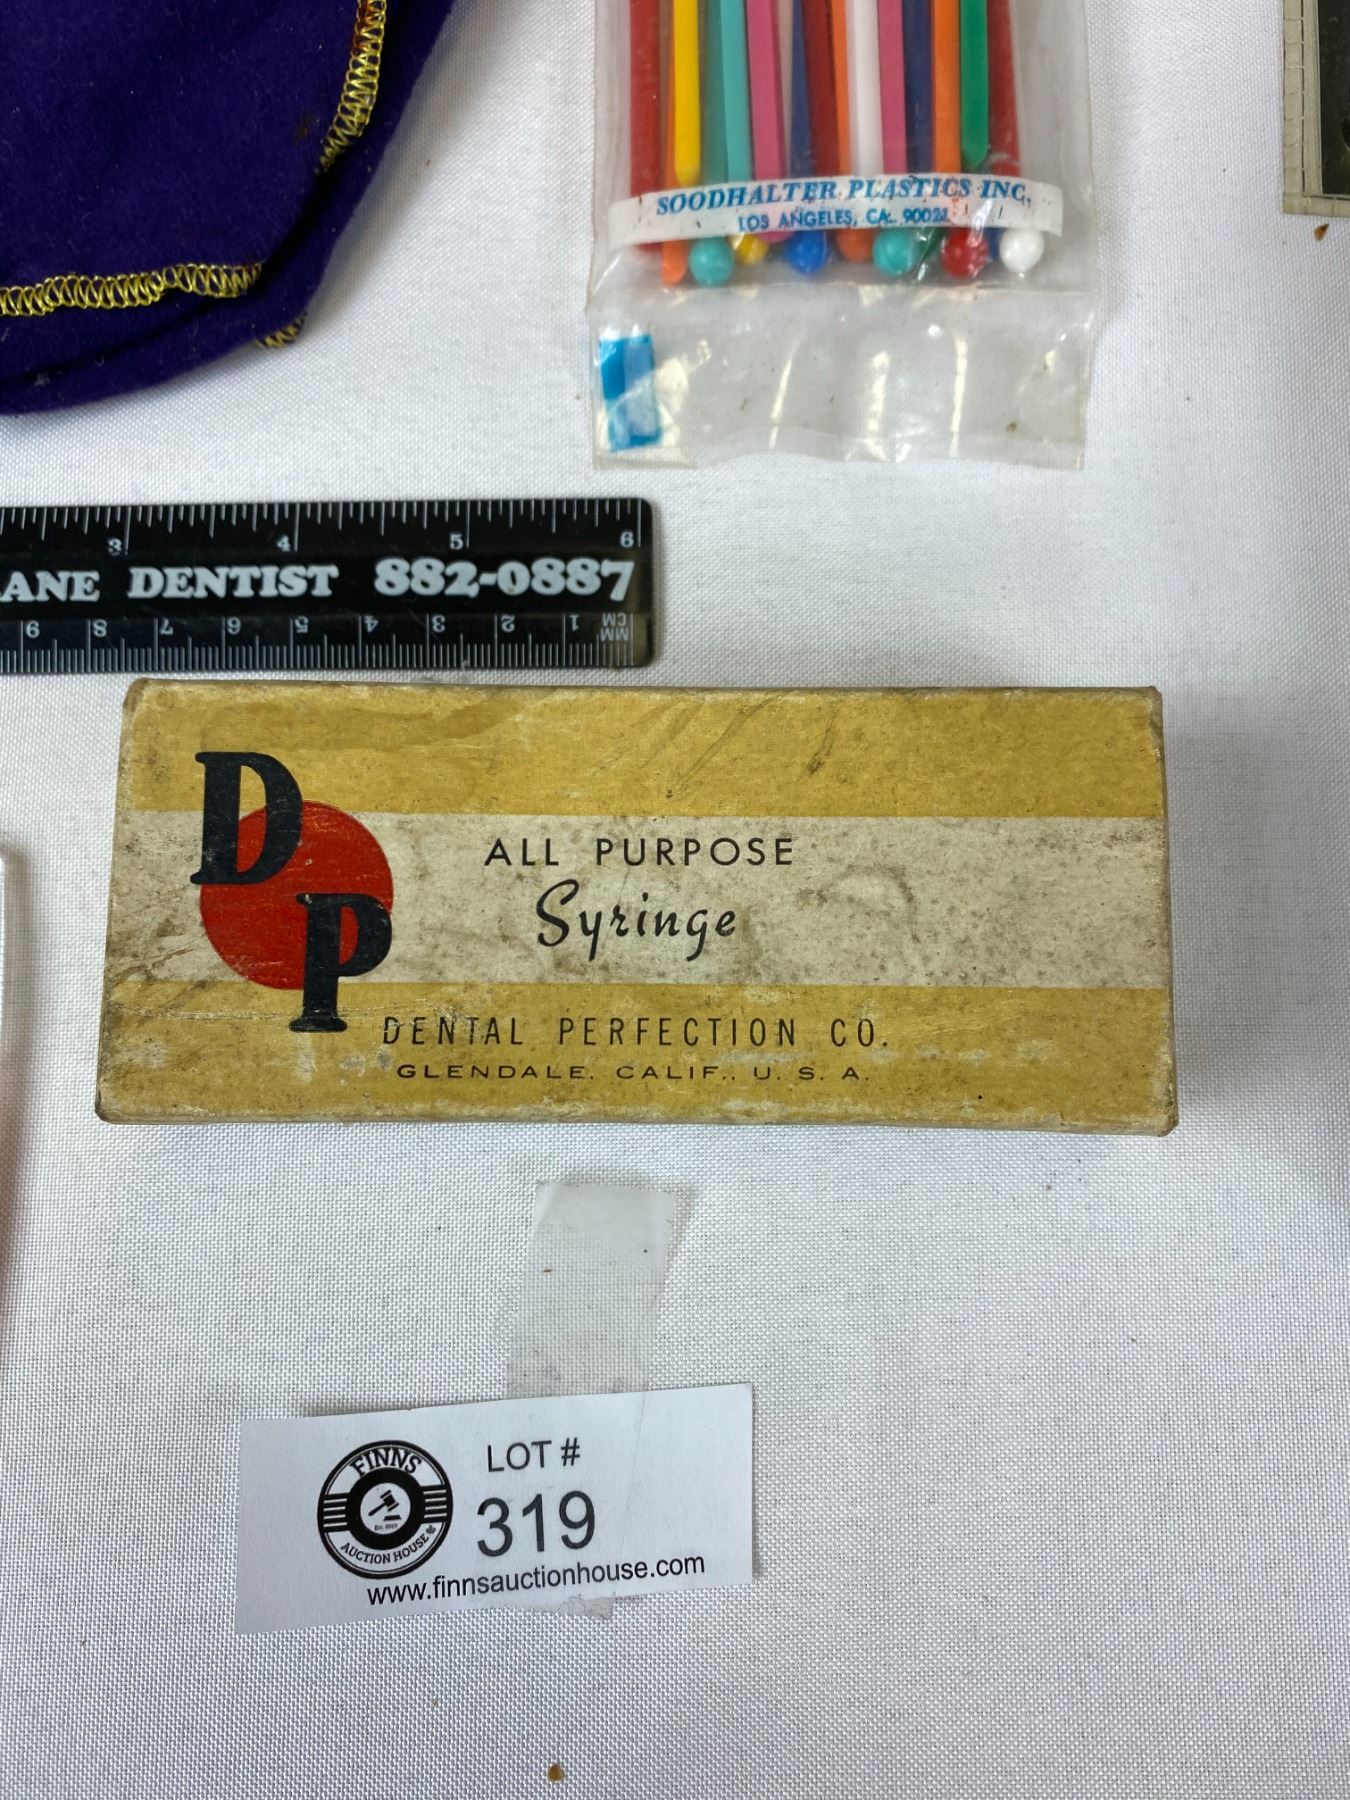 SOODHALTER PLASTICS INC.
LOS ANGELES, CA. 90021
3 4 5 6
ANE DENTIST 882-0887
9 8 7 6 5 4 3 2 1 MM CM
DP
ALL PURPOSE
Syringe
DENTAL PERFECTION CO.
GLENDALE. CALIF., U. S. A.
FINNS
AUCTION HOUSE
LOT #
319
www.finnsauctionhouse.com